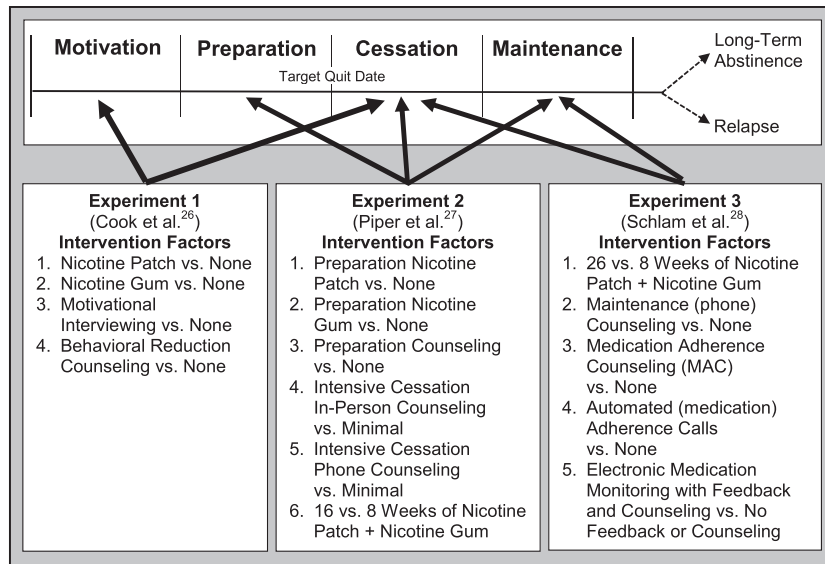 Motivation
Preparation
Cessation
Maintenance
Target Quit Date
Long-Term
Abstinence
Relapse
Experiment 1
(Cook et al.26)
Intervention Factors
1. Nicotine Patch vs. None
2. Nicotine Gum vs. None
3. Motivational
Interviewing vs. None
4. Behavioral Reduction
Counseling vs. None
Experiment 2
(Piper et al.27)
Intervention Factors
1. Preparation Nicotine
Patch vs. None
2. Preparation Nicotine
Gum vs. None
3. Preparation Counseling
vs. None
4. Intensive Cessation
In-Person Counseling
vs. Minimal
5. Intensive Cessation
Phone Counseling
vs. Minimal
6. 16 vs. 8 Weeks of Nicotine
Patch + Nicotine Gum
Experiment 3
(Schlam et al.28)
Intervention Factors
1. 26 vs. 8 Weeks of Nicotine
Patch + Nicotine Gum
2. Maintenance (phone)
Counseling vs. None
3. Medication Adherence
Counseling (MAC)
vs. None
4. Automated (medication)
Adherence Calls
vs. None
5. Electronic Medication
Monitoring with Feedback
and Counseling vs. No
Feedback or Counseling